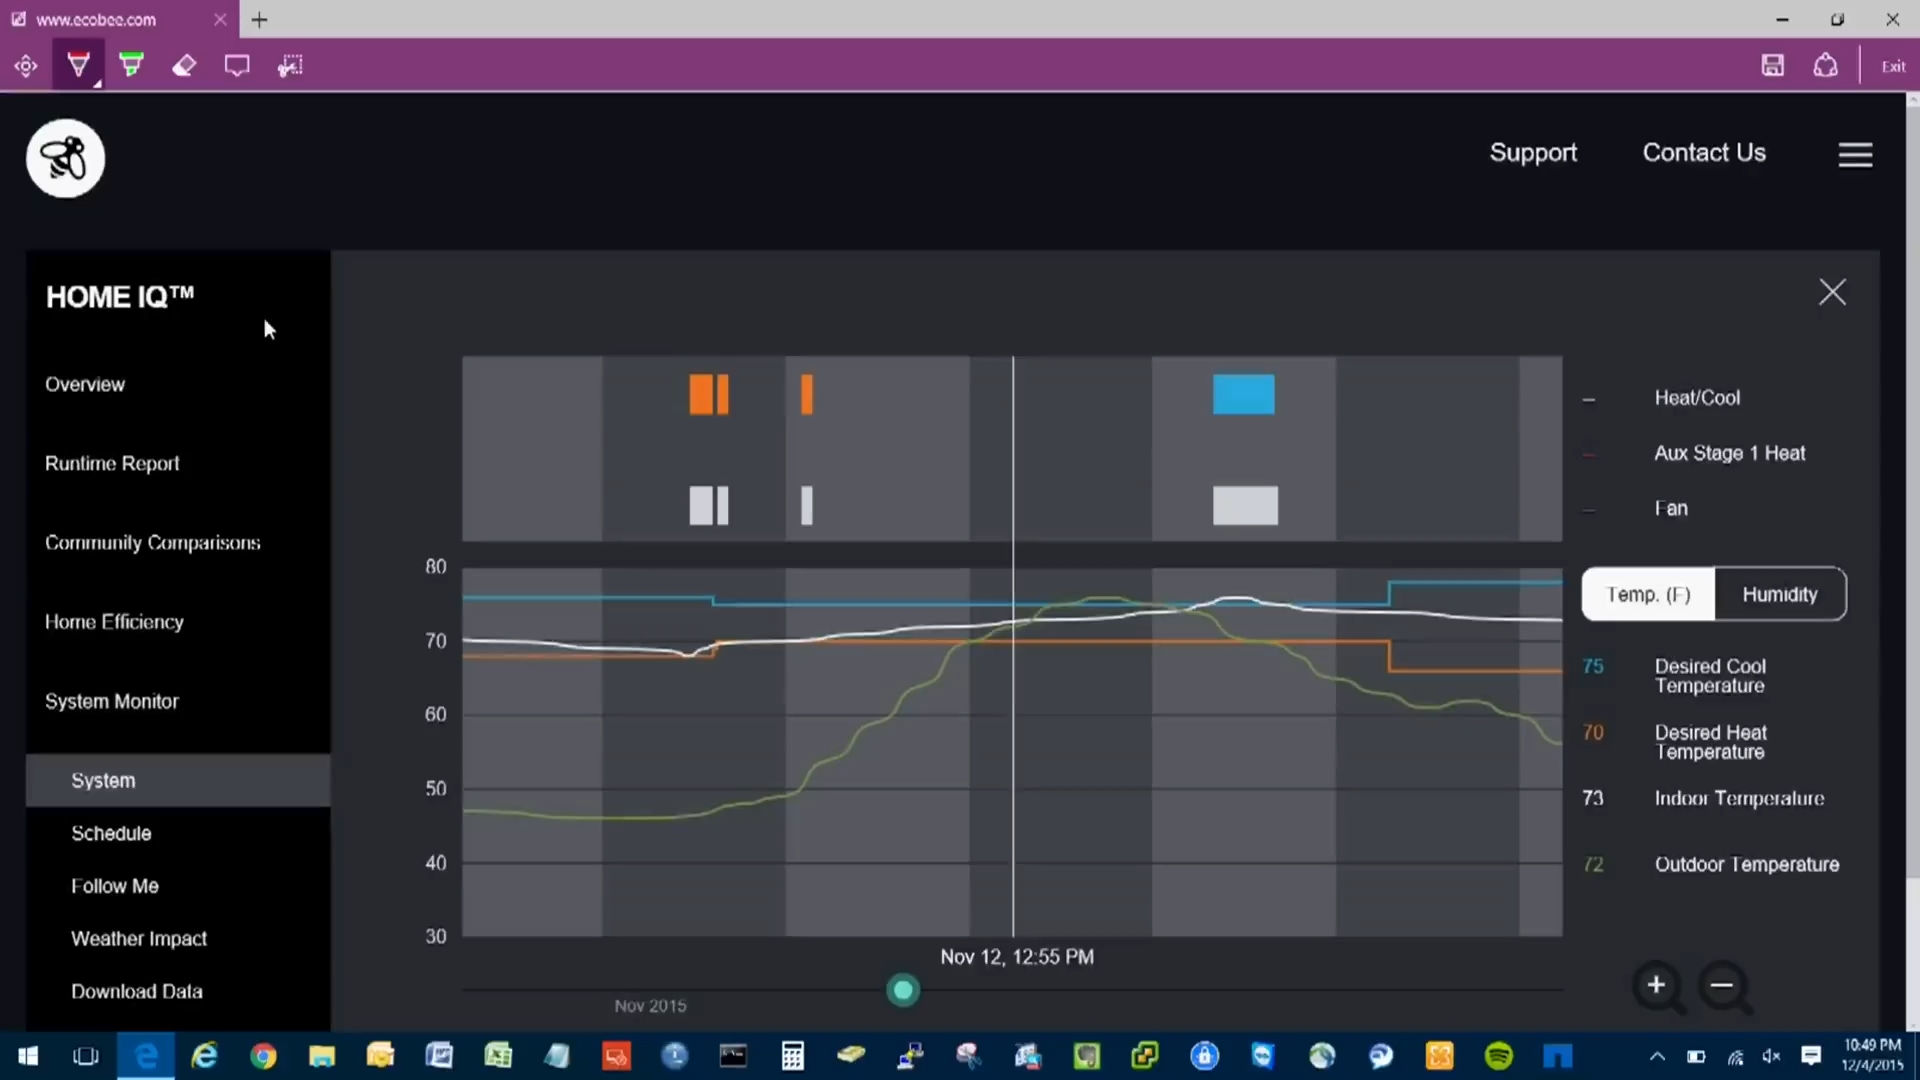 www.ecobee.com
Exit
Support
Contact Us
HOME IQ™
Overview
Runtime Report
Community Comparisons
Home Efficiency
System Monitor
System
Schedule
Follow Me
Weather Impact
Download Data
Heat/Cool
Aux Stage 1 Heat
Fan
80
70
60
50
40
30
Temp. (F)
Humidity
75 Desired Cool
Temperature
70 Desired Heat
Temperature
73 Indoor Temperature
72 Outdoor Temperature
Nov 12, 12:55 PM
Nov 2015
10:49 PM
12/4/2015